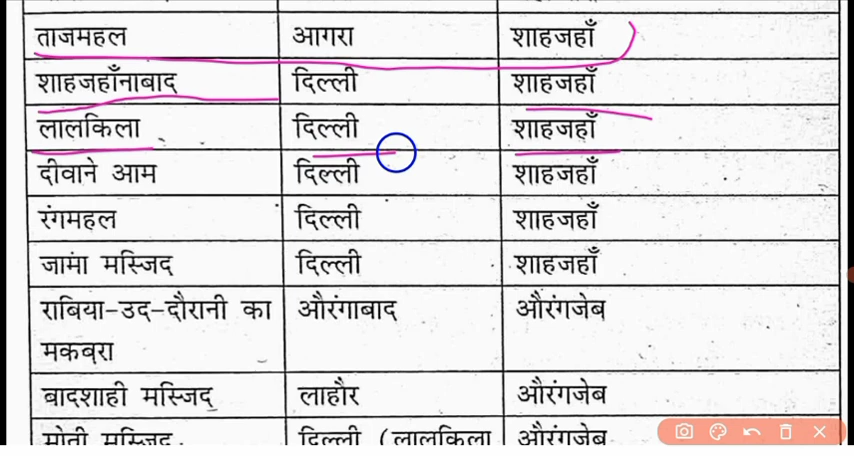 ताजमहल आगरा शाहजहाँ
शाहजहाँनाबाद दिल्ली शाहजहाँ
लालकिला दिल्ली शाहजहाँ
दीवाने आम दिल्ली शाहजहाँ
रंगमहल दिल्ली शाहजहाँ
जामा मस्जिद दिल्ली शाहजहाँ
राबिया-उद-दौरानी का औरंगाबाद औरंगजेब
मकबरा
बादशाही मस्जिद लाहौर औरंगजेब
मोती मस्जिद दिल्ली (लालकिला औरंगजेब